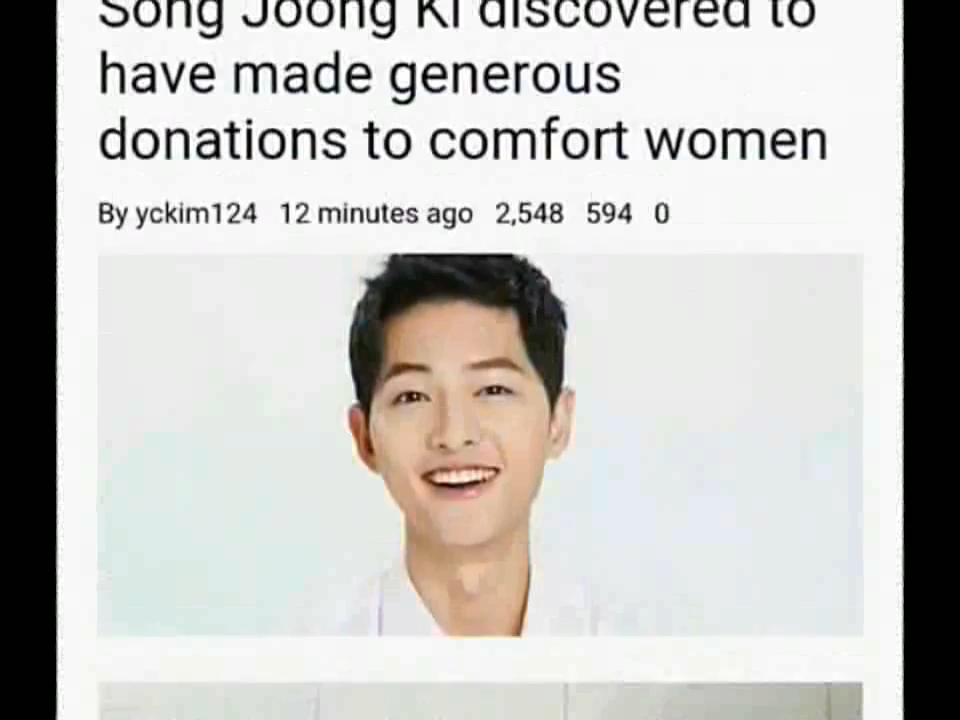 Song Joong Ki discovered to
have made generous
donations to comfort women
By yckim124 12 minutes ago 2,548 594 0